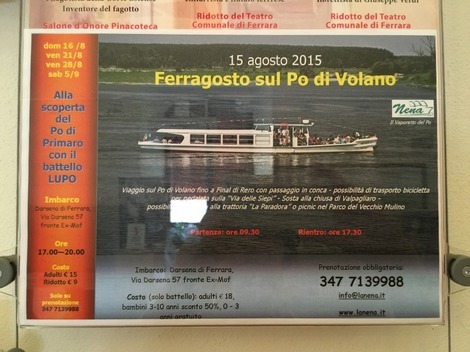 Inventore del fagotto
Salone d'Onore Pinacoteca
Ridotto del Teatro
Comunale di Ferrara
Ridotto del Teatro
Comunale di Ferrara
dom 16/8
ven 21/8
ven 28/8
sab 5/9
Alla
scoperta
del
Po di
Primaro
con il
battello
LUPO
Imbarco
Darsena di Ferrara,
Via Darsena 57
fronte Ex-Mof
Ore
17.00--20.00
Costo
Adulti € 15
Ridotto € 9
Solo su
prenotazione
347 7139988
15 agosto 2015
Ferragosto sul Po di Volano
Nena
Il Vaporetto del Po
Viaggio sul Po di Volano fino a Final di Rero con passaggio in conca - possibilità di trasporto bicicletta
per pedalata sulla "Via delle Siepi" - Sosta alla chiusa di Valpagliaro -
alla trattoria "La Paradora" o picnic nel Parco del Vecchio Mulino
Partenza: ore 09.30
Rientro: ore 17.30
Imbarco: Darsena di Ferrara,
Via Darsena 57 fronte Ex-Mof
Costo (solo battello): adulti € 18,
bambini 3-10 anni sconto 50%, 0 - 3
anni gratuito
Prenotazione obbligatoria:
347 7139988
info@lanena.it
www.lanena.it